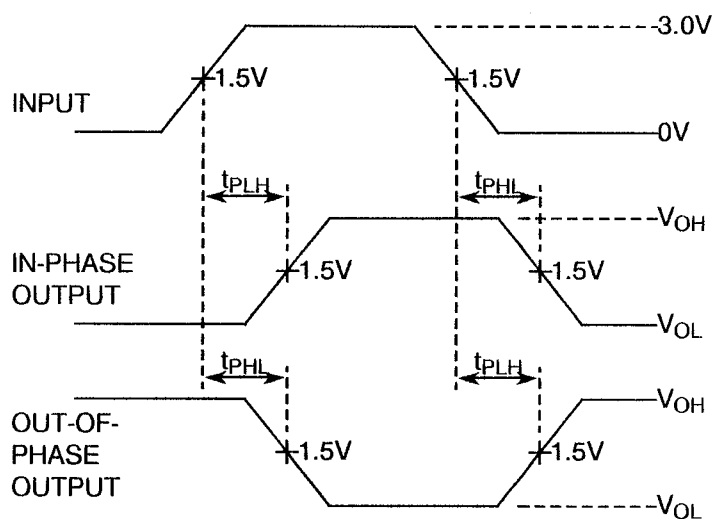 3.0V
1.5V
1.5V
INPUT
0V
tPLH
tPHL
VOH
IN-PHASE
OUTPUT
1.5V
1.5V
VOL
tPHL
tPLH
VOH
OUT-OF-
PHASE
OUTPUT
1.5V
1.5V
VOL